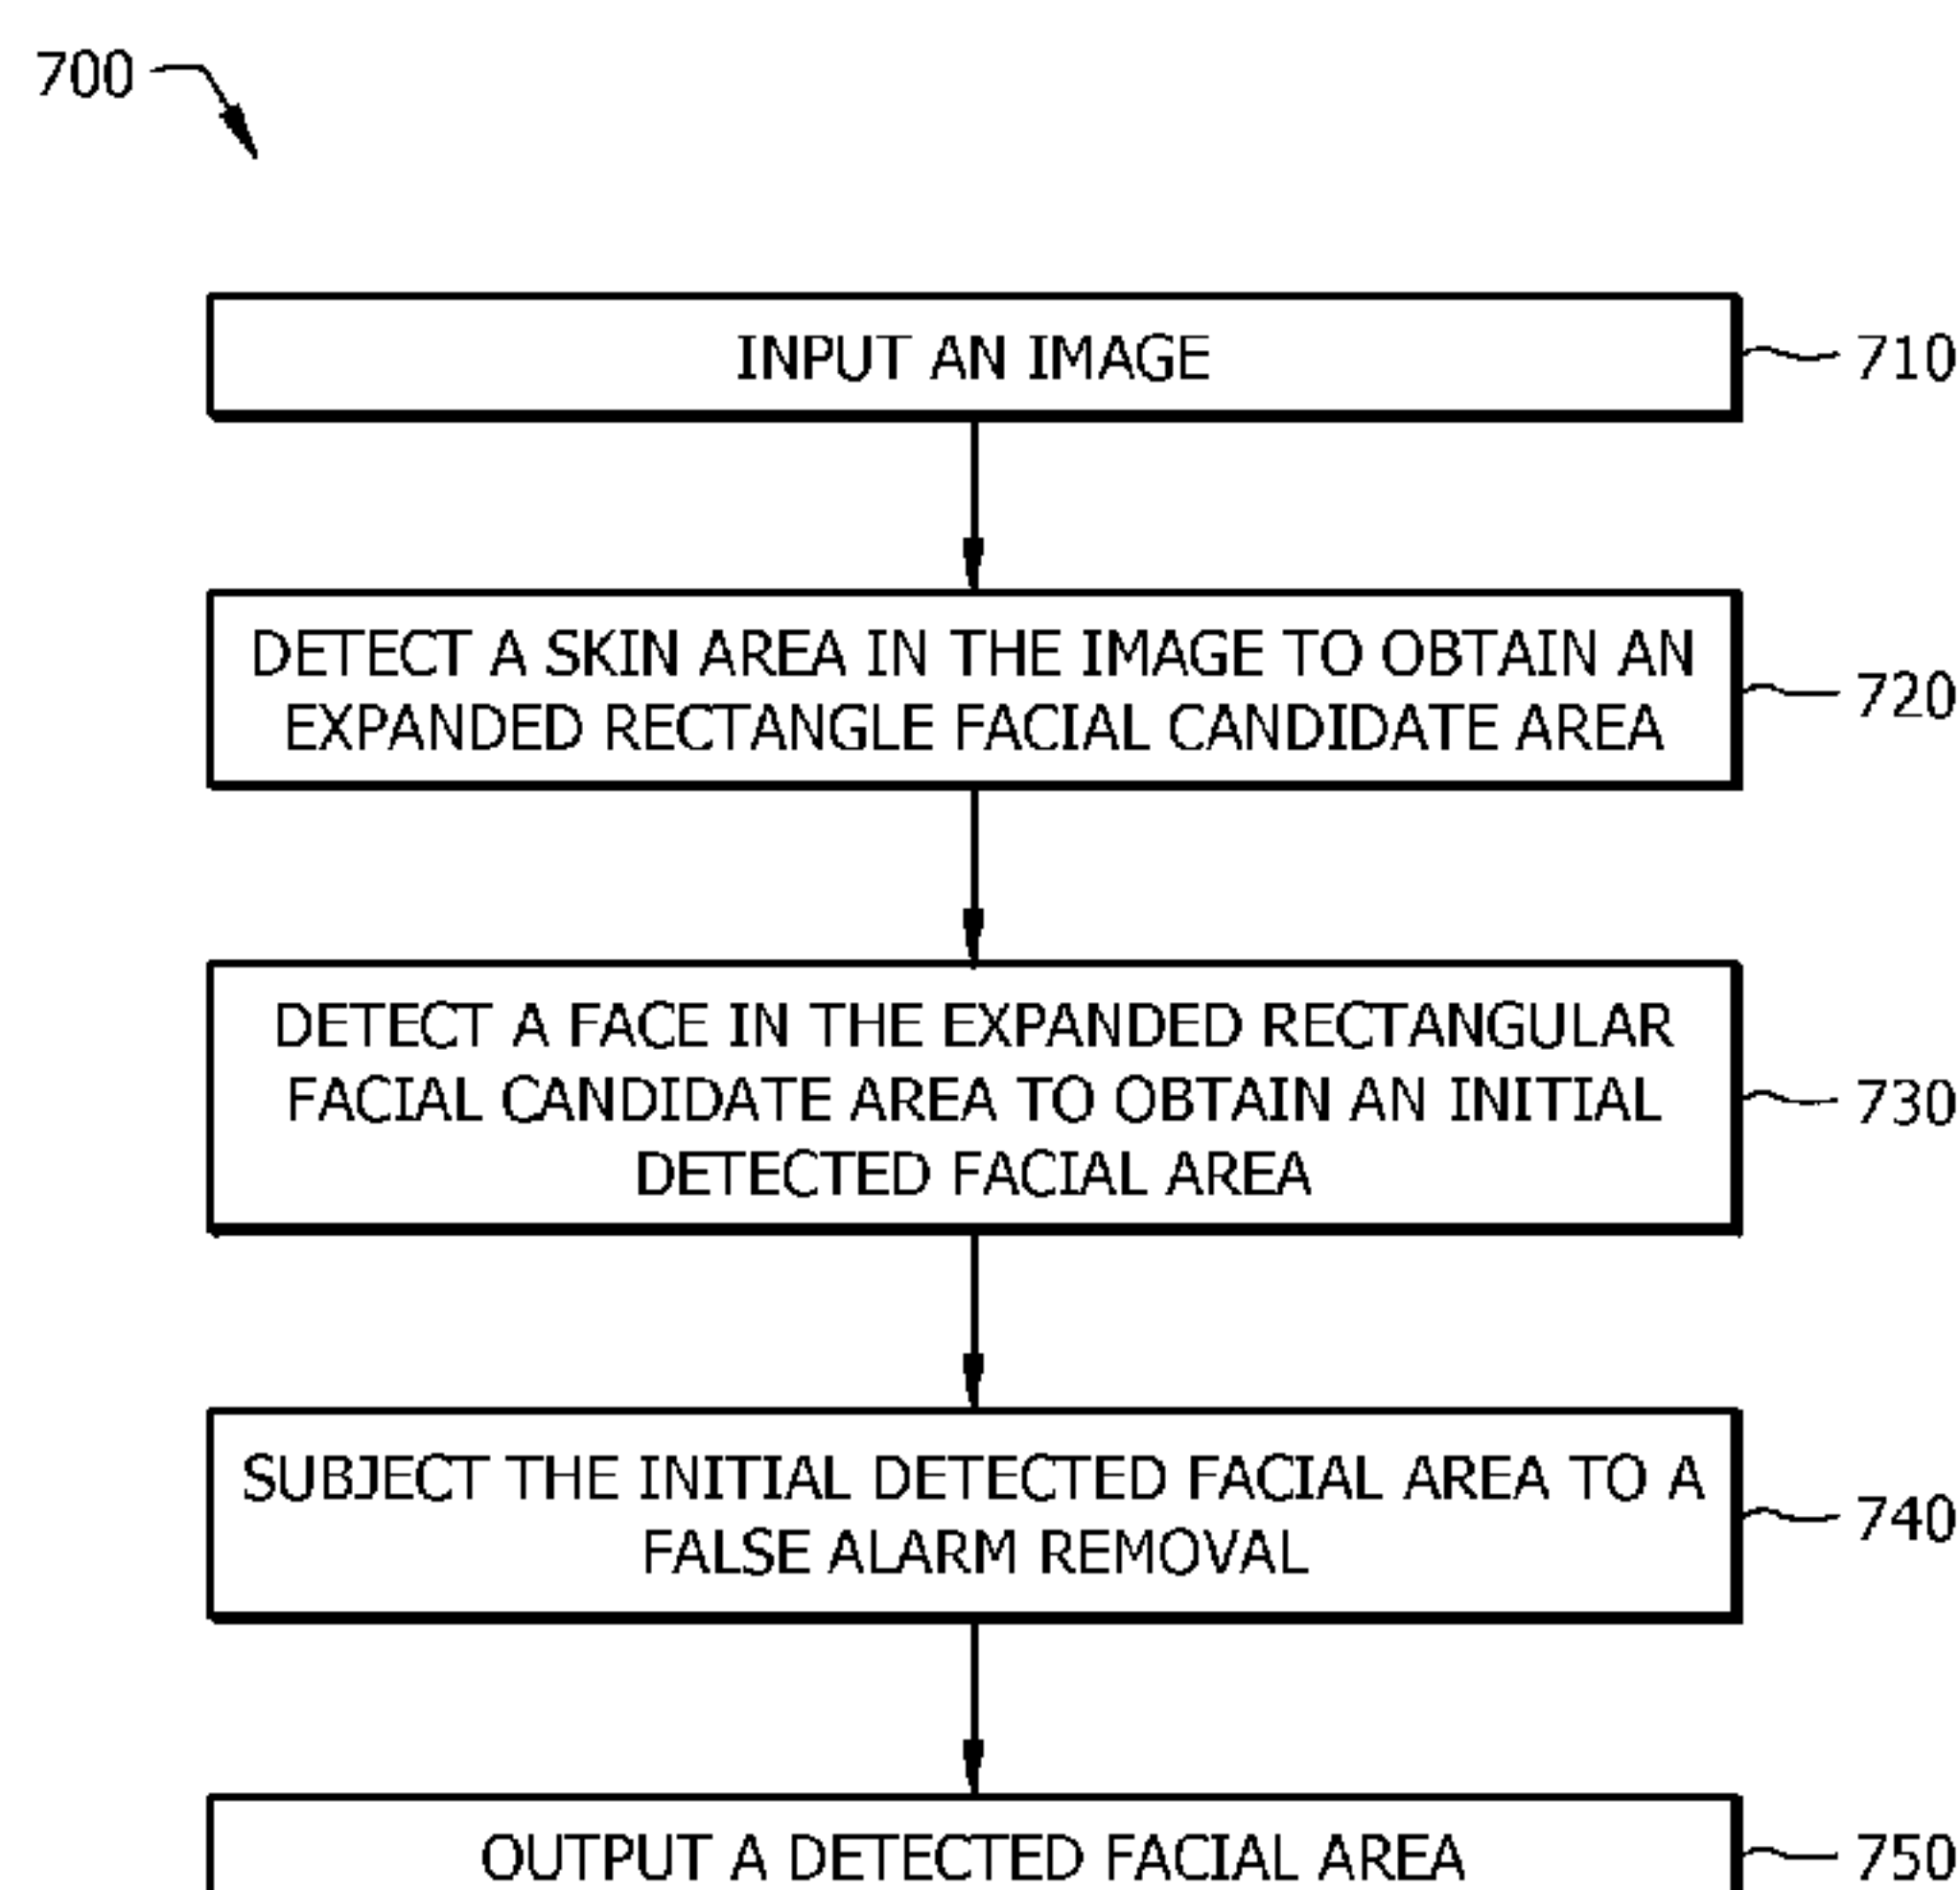 700
INPUT AN IMAGE
710
DETECT A SKIN AREA IN THE IMAGE TO OBTAIN AN
EXPANDED RECTANGLE FACIAL CANDIDATE AREA
720
DETECT A FACE IN THE EXPANDED RECTANGULAR
FACIAL CANDIDATE AREA TO OBTAIN AN INITIAL
DETECTED FACIAL AREA
730
SUBJECT THE INITIAL DETECTED FACIAL AREA TO A
FALSE ALARM REMOVAL
740
OUTPUT A DETECTED FACIAL AREA
750